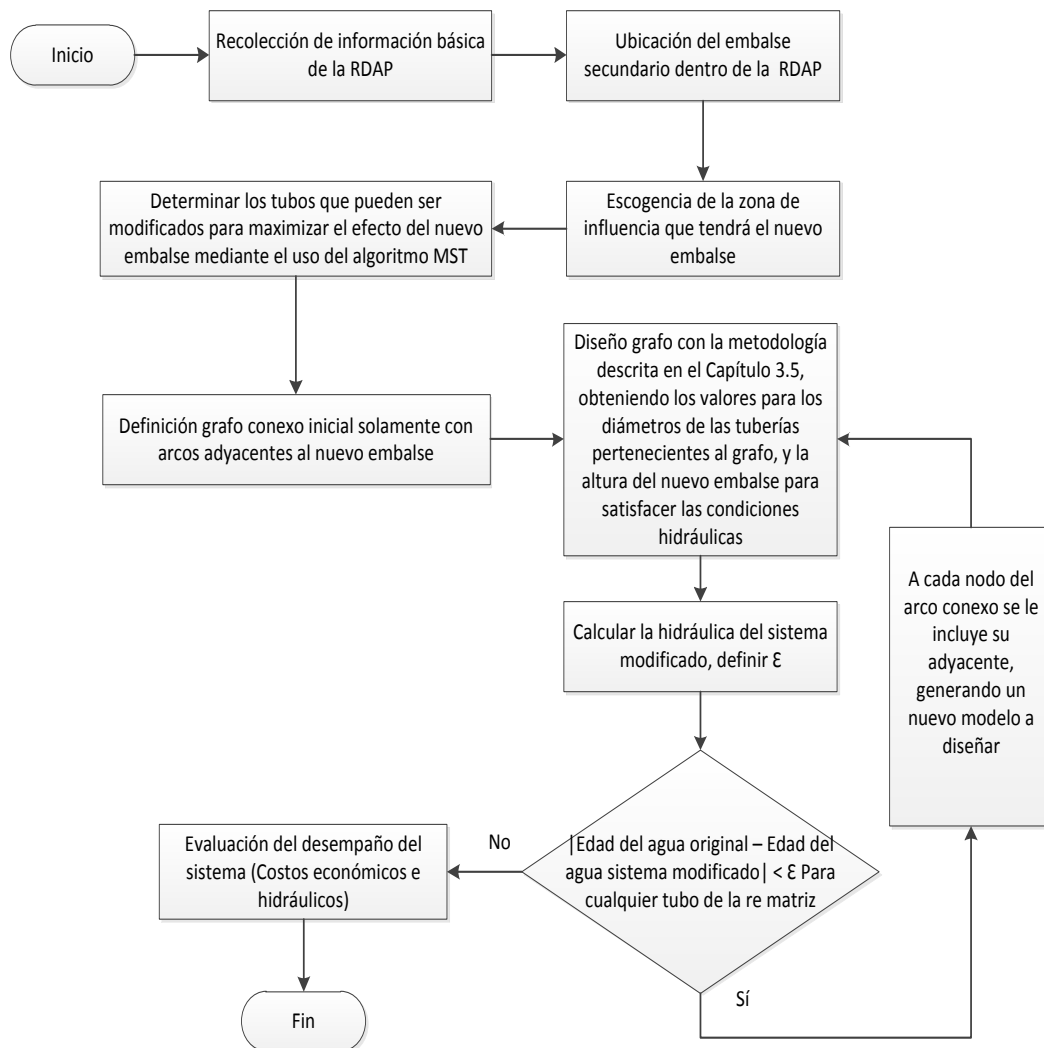 Inicio
Recolección de información básica
de la RDAP
Ubicación del embalse
secundario dentro de la RDAP
Escogencia de la zona de
influencia que tendrá el nuevo
embalse
Determinar los tubos que pueden ser
modificados para maximizar el efecto del nuevo
embalse mediante el uso del algoritmo MST
Definición grafo conexo inicial solamente con
arcos adyacentes al nuevo embalse
Diseño grafo con la metodología
descrita en el Capítulo 3.5,
obteniendo los valores para los
diámetros de las tuberías
pertenecientes al grafo, y la
altura del nuevo embalse para
satisfacer las condiciones
hidráulicas
Calcular la hidráulica del sistema
modificado, definir Ɛ
|Edad del agua original – Edad del
agua sistema modificado| < Ɛ Para
cualquier tubo de la re matriz
No
Evaluación del desempaño del
sistema (Costos económicos e
hidráulicos)
Fin
Sí
A cada nodo del
arco conexo se le
incluye su
adyacente,
generando un
nuevo modelo a
diseñar